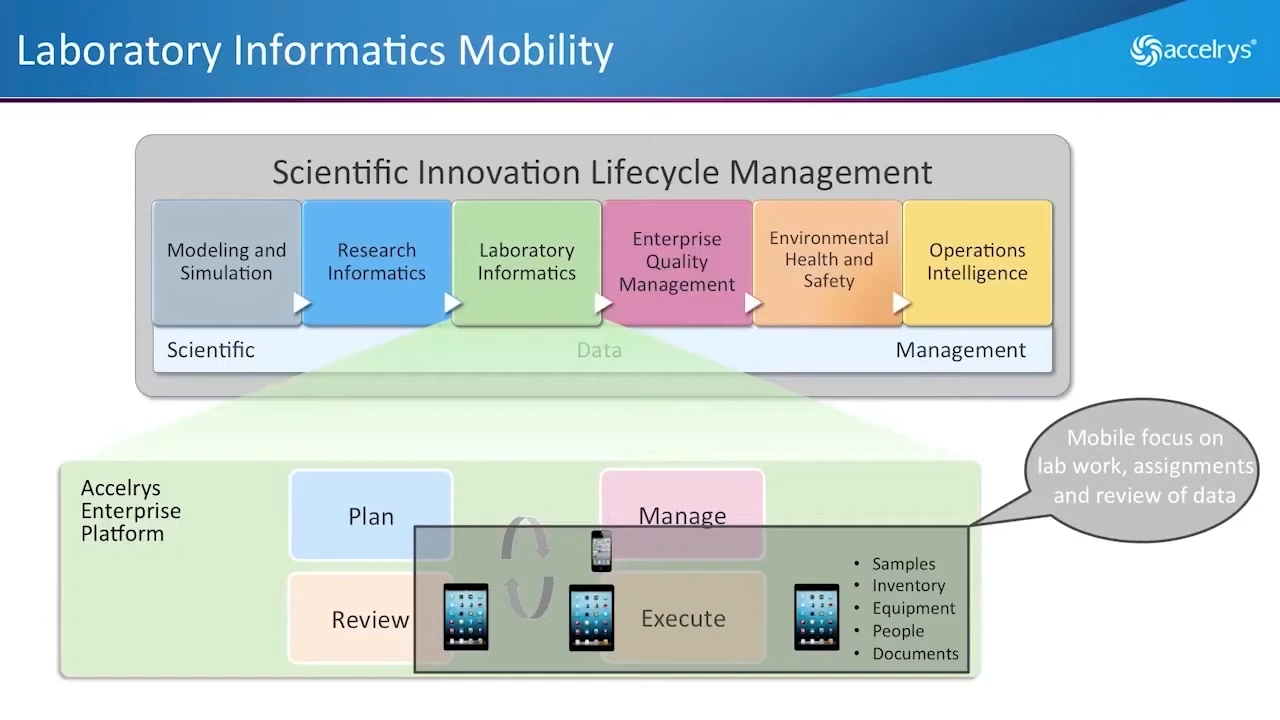 Laboratory Informatics Mobility
accelrys®
Scientific Innovation Lifecycle Management
Modeling and
Simulation
Research
Informatics
Laboratory
Informatics
Enterprise
Quality
Management
Environmental
Health and
Safety
Operations
Intelligence
Scientific
Data
Management
Mobile focus on
lab work, assignments
and review of data
Accelrys
Enterprise
Platform
Plan
Manage
Review
Execute
• Samples
• Inventory
• Equipment
• People
• Documents